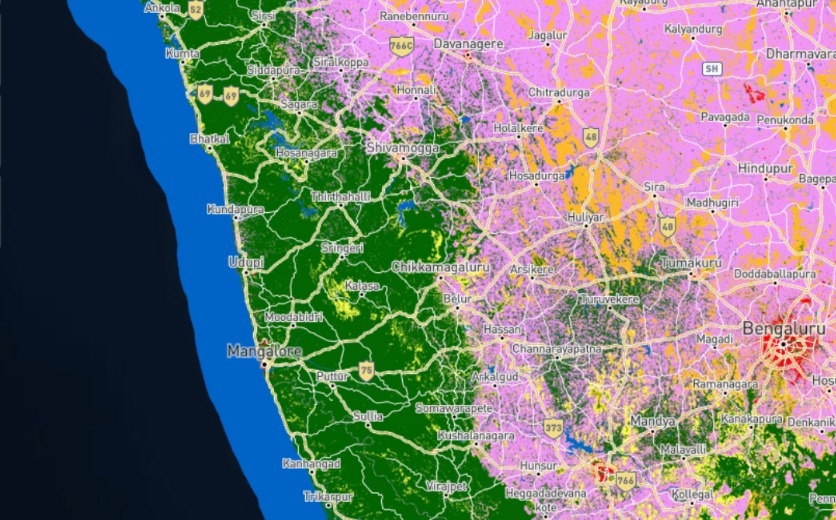 Ankola
52
Sirsi
Ranebennuru
Rayadurg
Anantapur
Kumta
766C
Davanagere
Jagalur
Kalyandurg
Dharmavara
Siddapura
Siralkoppa
SH
69
69
Sagara
Honnali
Chitradurga
Pavagada
Penukonda
Bhatkal
Hosanagara
Shivamogga
Holalkere
48
Hosadurga
Sira
Hindupur
Bagepa
Kundapura
Thirthahalli
Huliyar
Madhugiri
48
Udupi
Sringeri
Chikkamagaluru
Arsikere
Tumakuru
Doddaballapura
Kalasa
Belur
Turuvekere
Moodabidri
Hassan
Bengaluru
Magadi
Mangalore
Channarayapatna
75
Puttur
Arkalgud
Ramanagara
Hos
Sullia
Somawarapete
Kushalanagara
373
Mandya
Kanakapura
Denkanik
Kanhangad
Hunsur
Malavalli
Trikarpur
Virajpet
Heggadadevana
kote
766
Kollegal
Penn